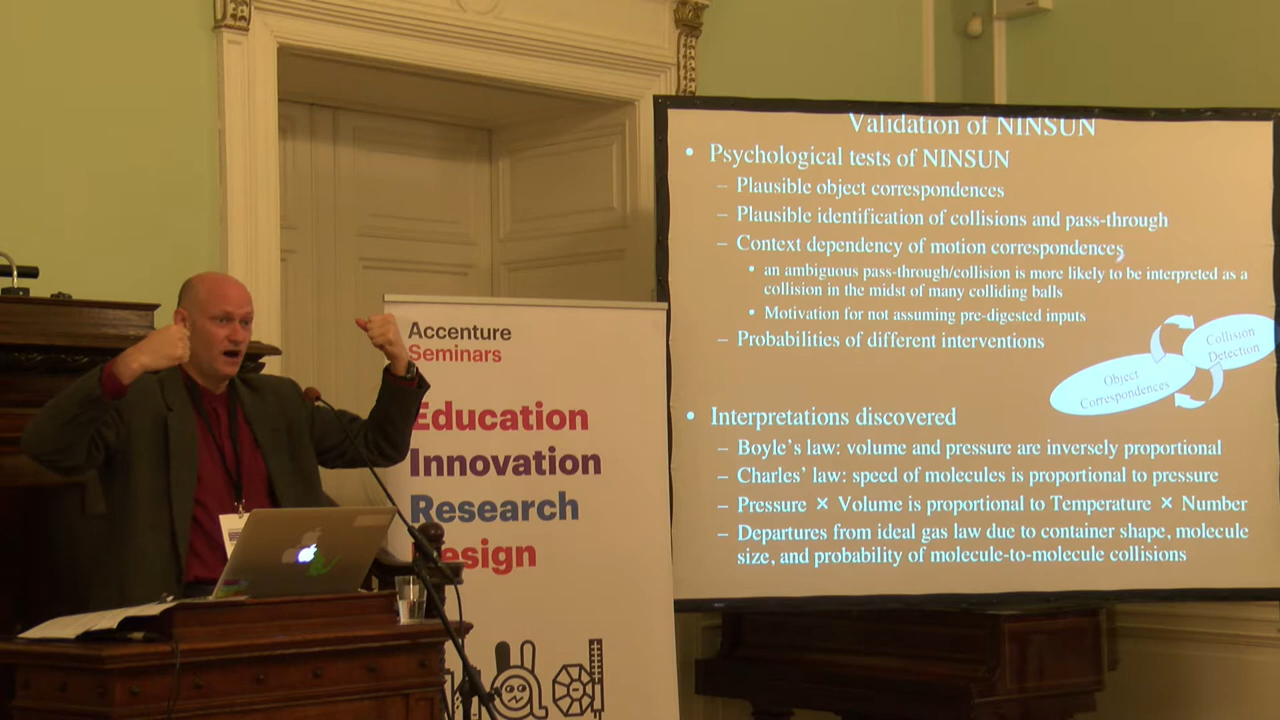 Accenture
Seminars
Education
Innovation
Research
Design
Validation of NINSUN
• Psychological tests of NINSUN
– Plausible object correspondences
– Plausible identification of collisions and pass-through
– Context dependency of motion correspondences
• an ambiguous pass-through/collision is more likely to be interpreted as a
collision in the midst of many colliding balls
• Motivation for not assuming pre-digested inputs
– Probabilities of different interventions
Collision
Detection
Object
Correspondences
• Interpretations discovered
– Boyle's law: volume and pressure are inversely proportional
– Charles' law: speed of molecules is proportional to pressure
– Pressure × Volume is proportional to Temperature × Number
– Departures from ideal gas law due to container shape, molecule
size, and probability of molecule-to-molecule collisions